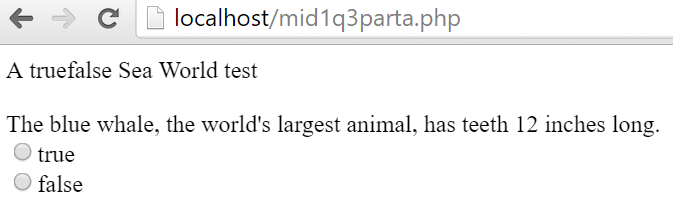 localhost/mid1q3parta.php
A truefalse Sea World test
The blue whale, the world's largest animal, has teeth 12 inches long.
true
false